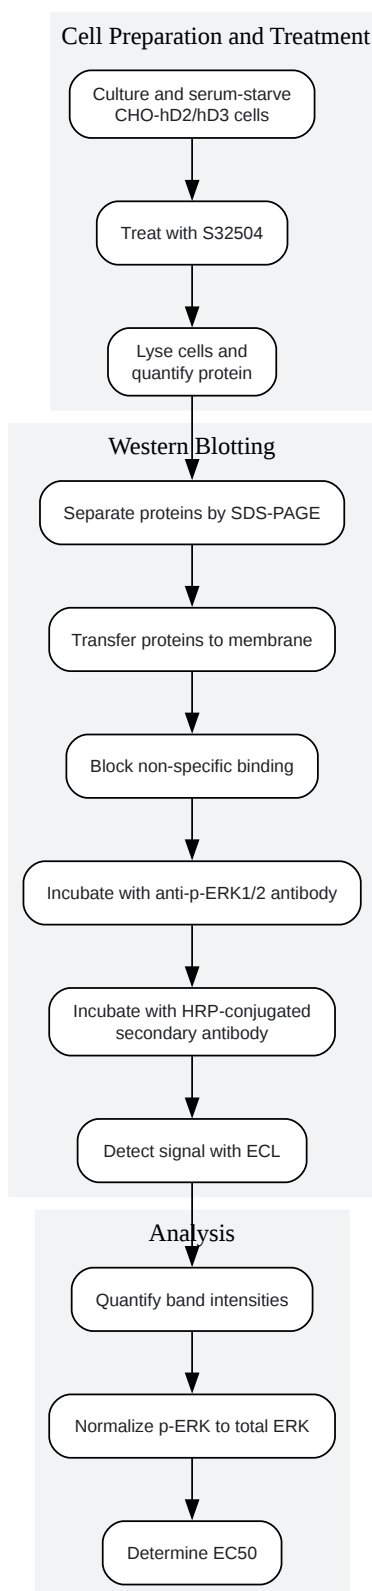 Cell Preparation and Treatment
Culture and serum-starve
CHO-hD2/hD3 cells
Treat with S32504
Lyse cells and
quantify protein
Western Blotting
Separate proteins by SDS-PAGE
Transfer proteins to membrane
Block non-specific binding
Incubate with anti-p-ERK1/2 antibody
Incubate with HRP-conjugated
secondary antibody
Detect signal with ECL
Analysis
Quantify band intensities
Normalize p-ERK to total ERK
Determine EC50